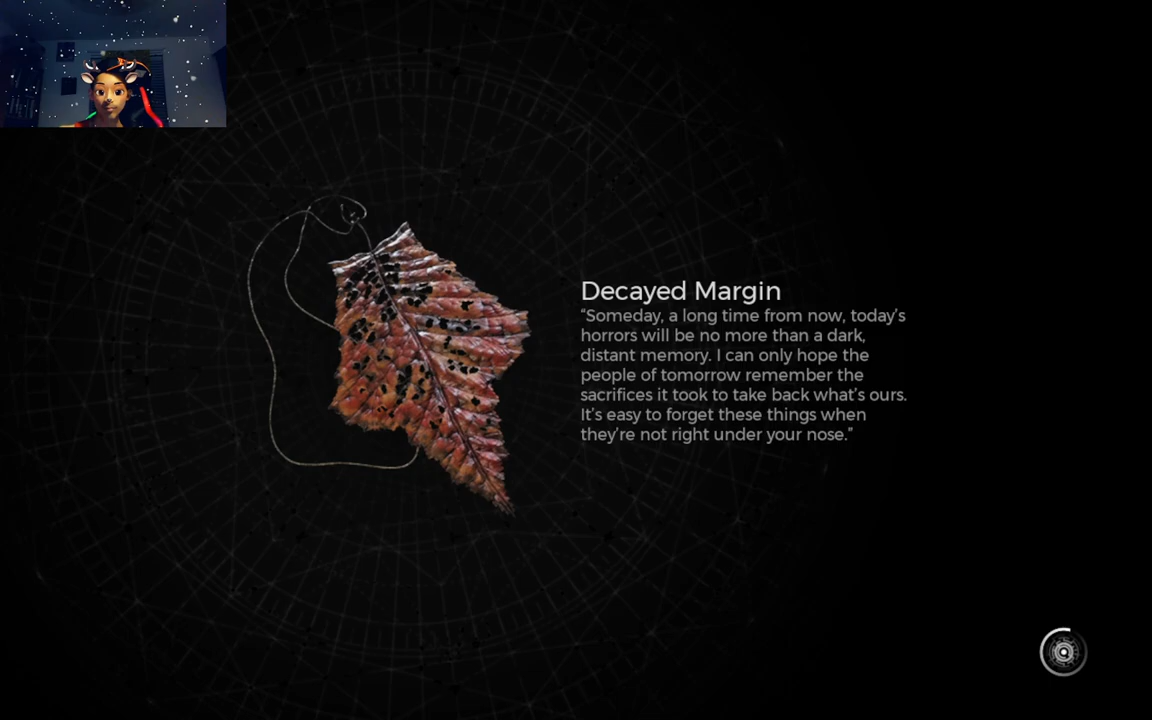 Decayed Margin
“Someday, a long time from now, today’s
horrors will be no more than a dark,
distant memory. I can only hope the
people of tomorrow remember the
sacrifices it took to take back what’s ours.
It’s easy to forget these things when
they’re not right under your nose.”